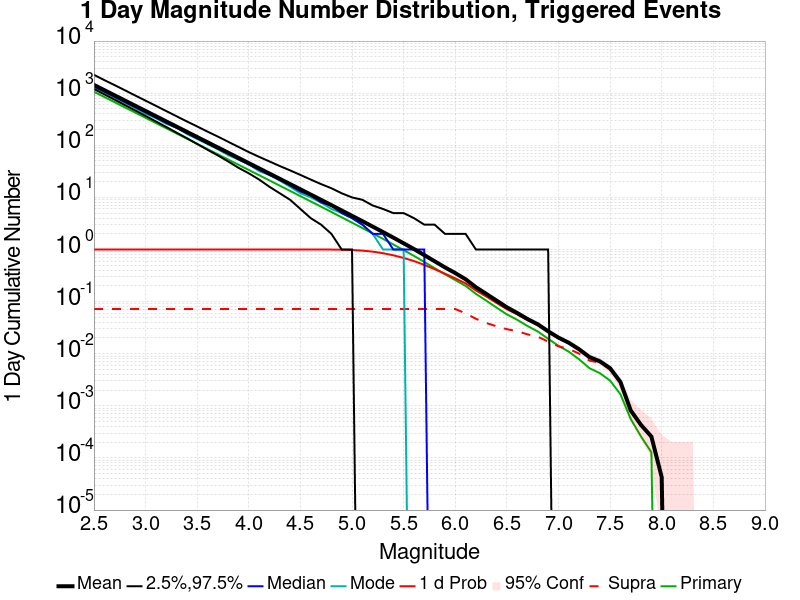 1 Day Magnitude Number Distribution, Triggered Events
1 Day Cumulative Number
10^4
10^3
10^2
10^1
10^0
10^-1
10^-2
10^-3
10^-4
10^-5
2.5 3.0 3.5 4.0 4.5 5.0 5.5 6.0 6.5 7.0 7.5 8.0 8.5 9.0
Magnitude
Mean 2.5%,97.5% Median Mode 1 d Prob 95% Conf Supra Primary